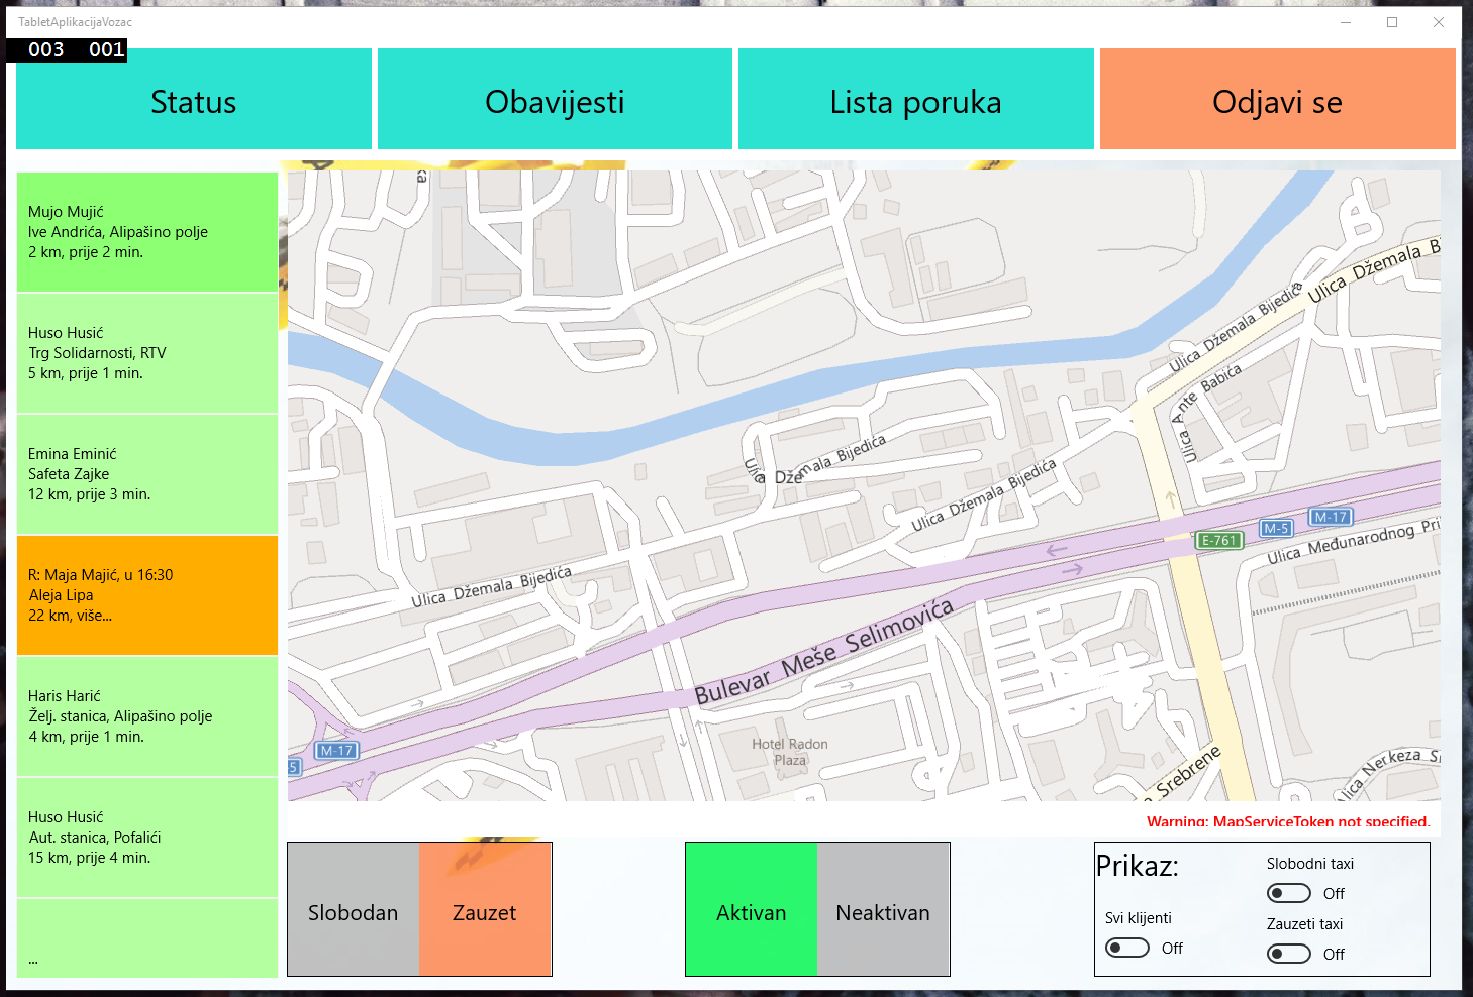 TabletAplikacijaVozac
003 001
Status
Obavijesti
Lista poruka
Odjavi se
Mujo Mujić
Ive Andrića, Alipašino polje
2 km, prije 2 min.
Huso Husić
Trg Solidarnosti, RTV
5 km, prije 1 min.
Emina Eminić
Safeta Zajke
12 km, prije 3 min.
R: Maja Majić, u 16:30
Aleja Lipa
22 km, više...
Haris Harić
Želj. stanica, Alipašino polje
4 km, prije 1 min.
Huso Husić
Aut. stanica, Pofalići
15 km, prije 4 min.
...
ka
Ulica Džemala B
Ulica Džemala Bijedića
Ulica Ante Babića
Ulica Džemala Bijedića
Ulica Džemala Bijedića
Ulica Džemala Bijedića
E-761
M-5
M-17
Ulica Međunarodnog Pri
Bulevar Meše Selimovića
M-17
5
Hotel Radon
Plaza
a Srebrene
lica Nerkeza S
Warning: MapServiceToken not specified.
Slobodan
Zauzet
Aktivan
Neaktivan
Prikaz:
Svi klijenti
Off
Slobodni taxi
Off
Zauzeti taxi
Off